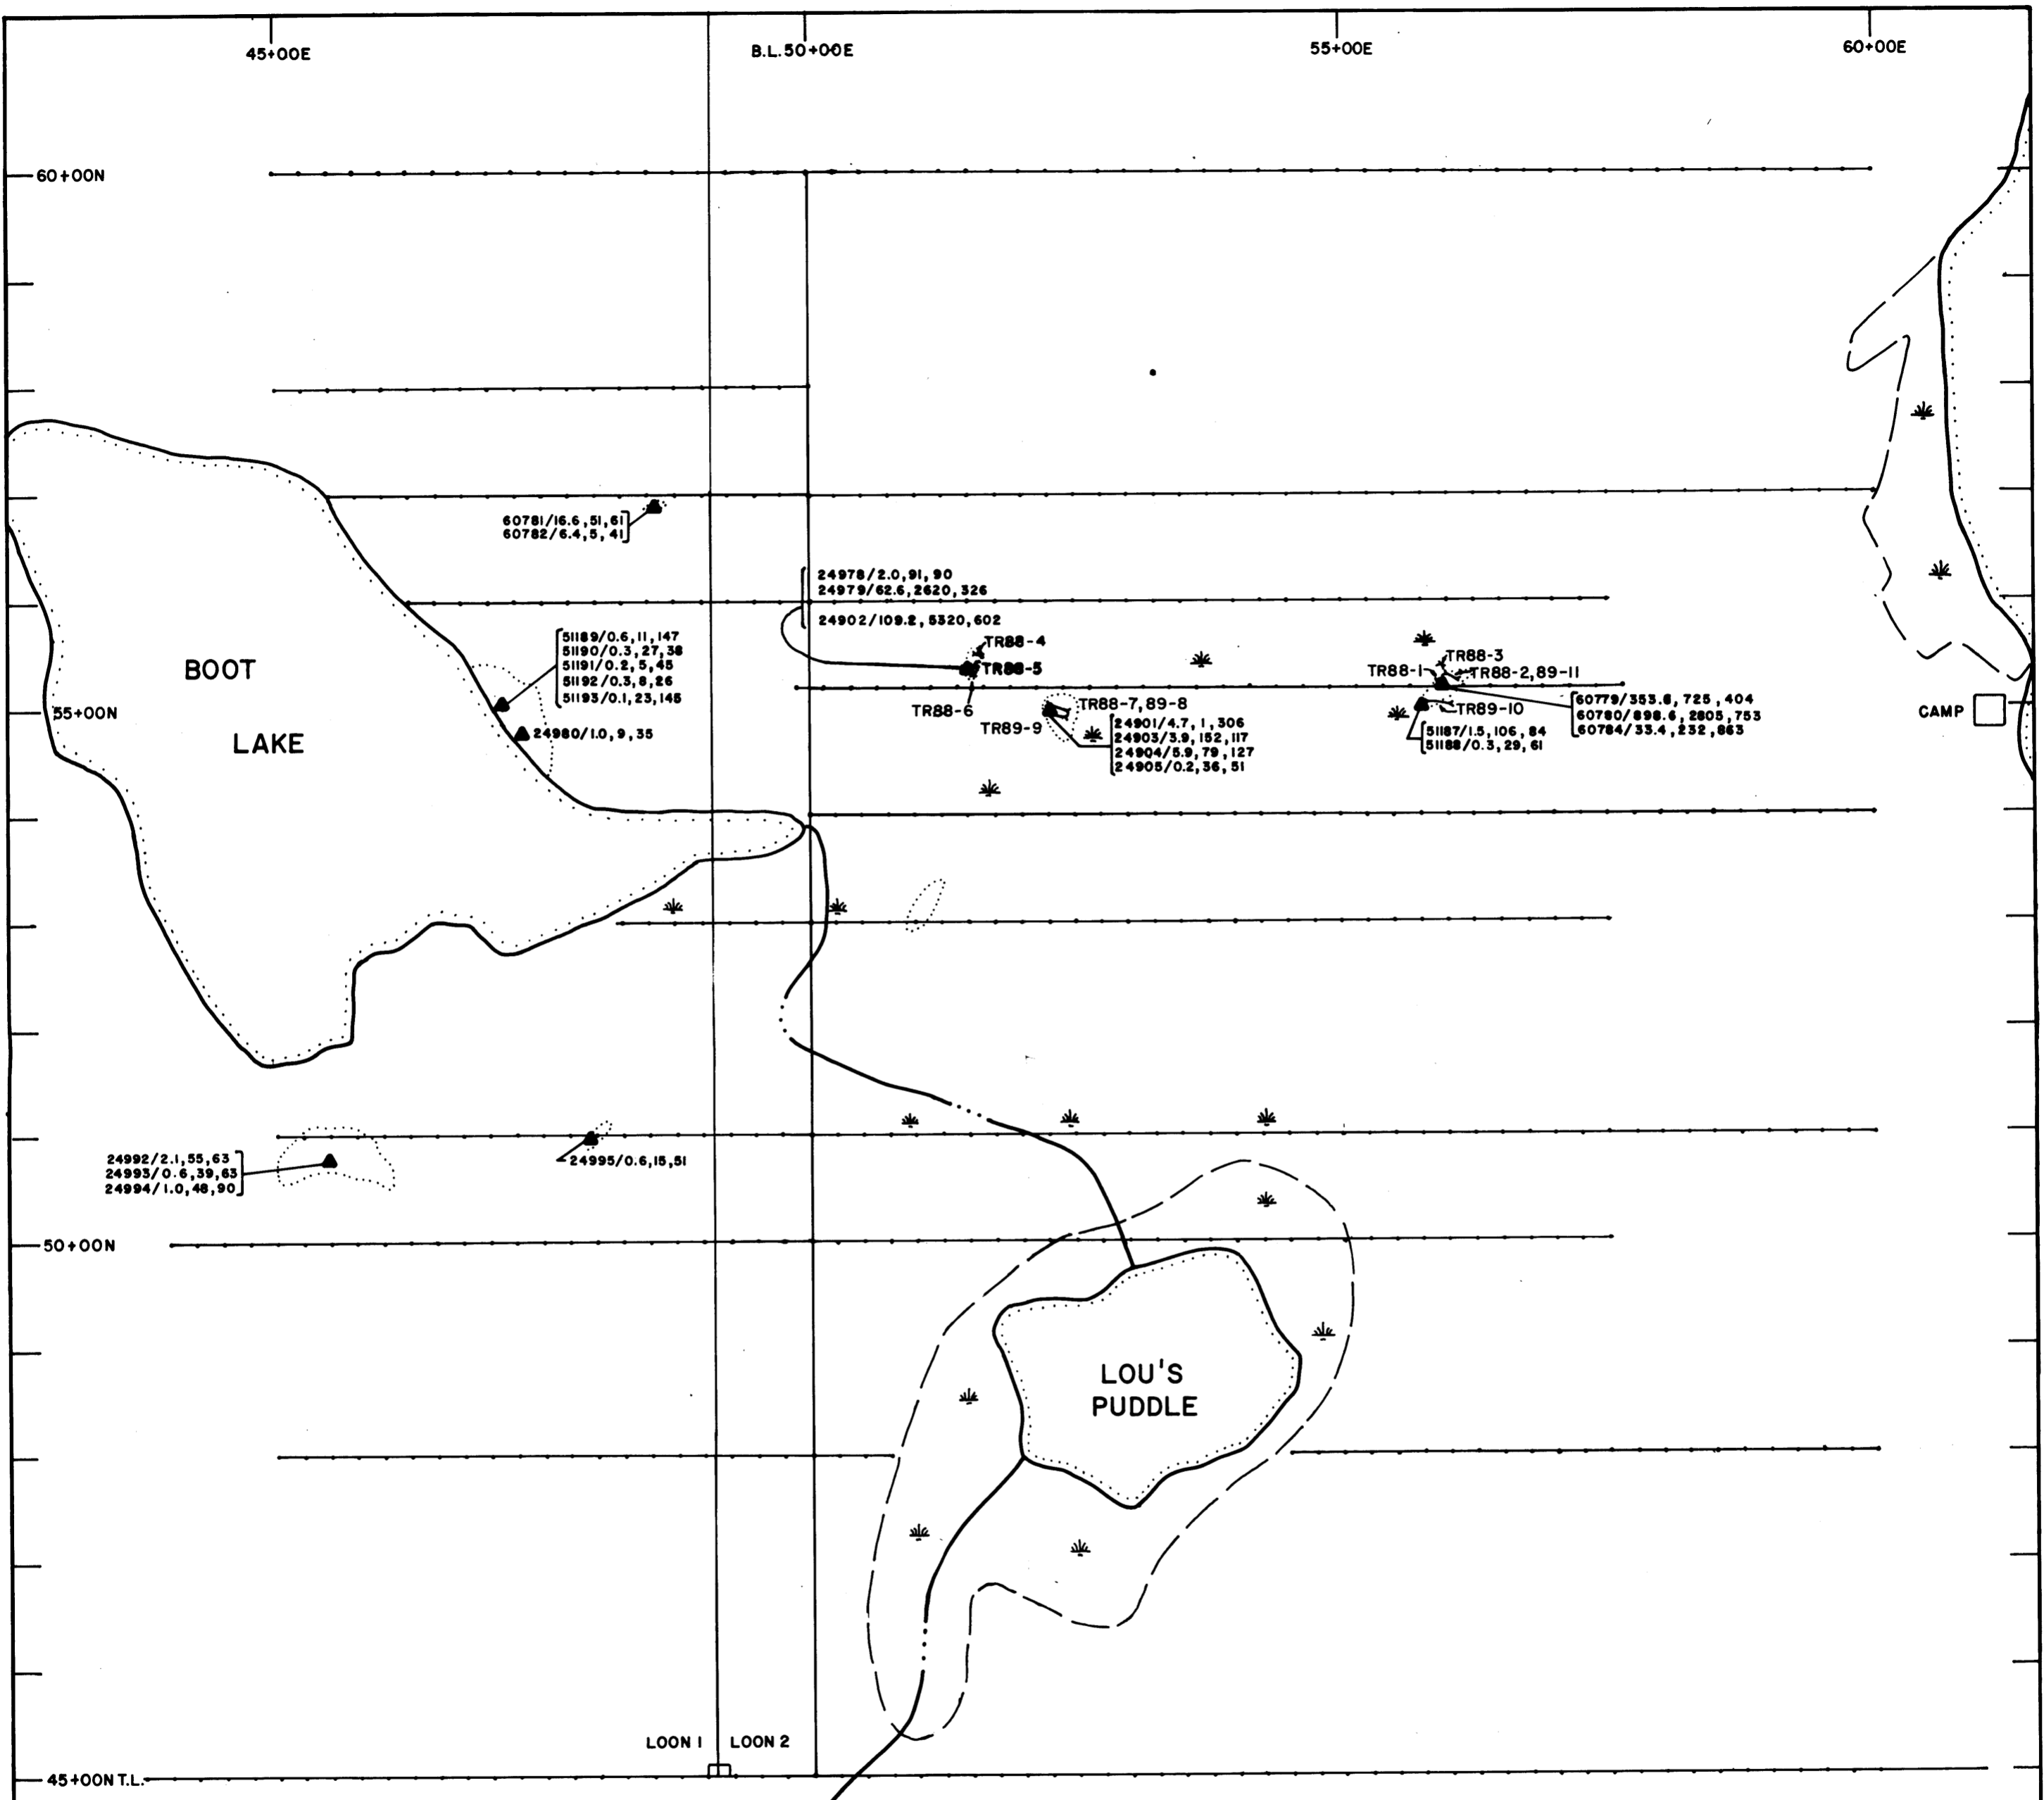 45+00E
B.L. 50+00E
55+00E
60+00E
60+00N
60781/16.6,51,61
60782/6.4,5,41
24978/2.0,91,90
24979/62.6,2620,326
24902/109.2,5320,602
51189/0.6,11,147
51190/0.3,27,38
51191/0.2,5,45
51192/0.3,8,26
51193/0.1,23,145
TR88-4
TR88-5
TR88-6
TR88-3
TR88-1
TR88-2,89-11
BOOT
LAKE
55+00N
24980/1.0,9,35
TR88-7,89-8
TR89-9
24901/4.7,1,306
24903/3.9,152,117
24904/5.9,79,127
24905/0.2,36,51
TR89-10
51187/1.5,106,84
51188/0.3,29,61
60779/353.8,725,404
60780/898.6,2805,753
60784/33.4,232,863
CAMP
24992/2.1,55,63
24993/0.6,39,63
24994/1.0,48,90
24995/0.6,15,51
50+00N
LOU'S
PUDDLE
LOON 1
LOON 2
45+00N T.L.